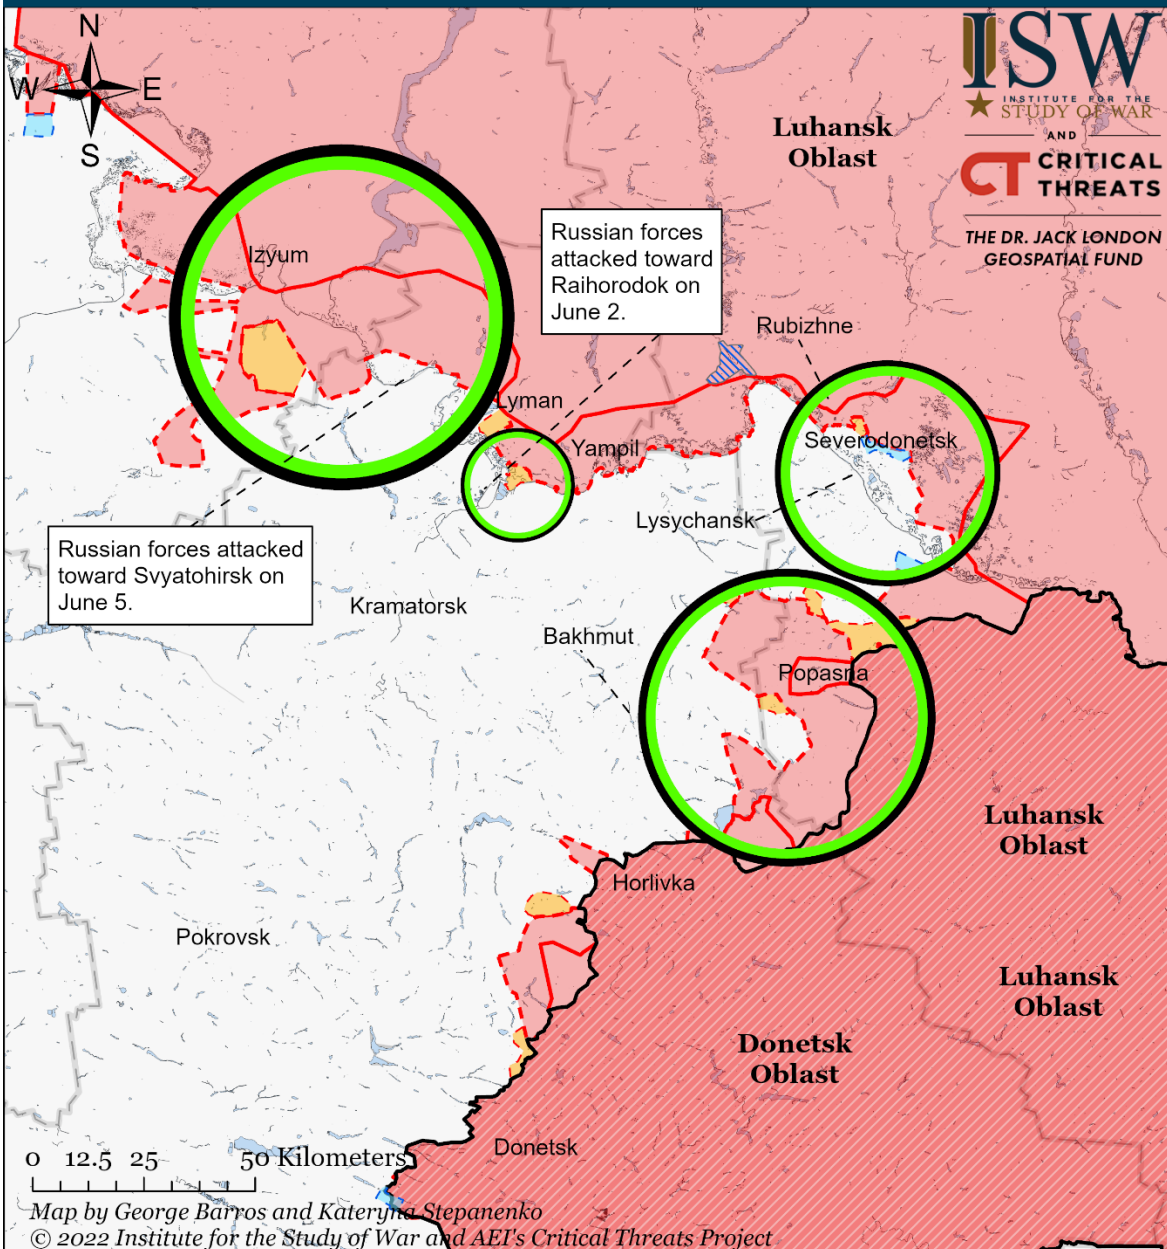 N
W
E
S
ISW
INSTITUTE FOR THE
STUDY OF WAR
AND
CT CRITICAL
THREATS
THE DR. JACK LONDON
GEOSPATIAL FUND
Luhansk
Oblast
Russian forces
attacked toward
Raihorodok on
June 2.
Izyum
Rubizhne
Lyman
Severodonetsk
Yampil
Lysychansk
Russian forces attacked
toward Svyatohirsk on
June 5.
Kramatorsk
Bakhmut
Popasna
Luhansk
Oblast
Horlivka
Pokrovsk
Luhansk
Oblast
Donetsk
Oblast
Donetsk
0 12.5 25 50 Kilometers
Map by George Barros and Kateryna Stepanenko
© 2022 Institute for the Study of War and AEI's Critical Threats Project